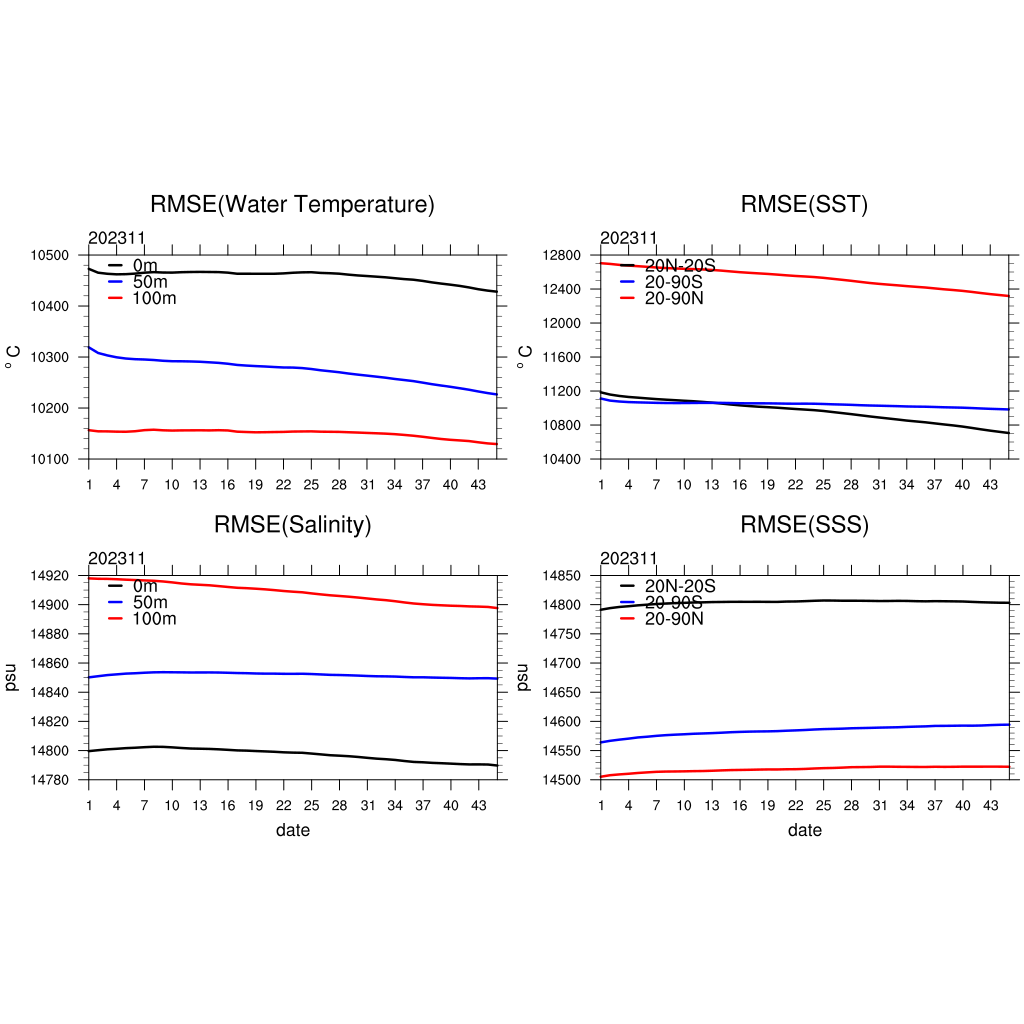 RMSE(Water Temperature)
202311
10500
10400
10300
10200
10100
° C
0m
50m
100m
1 4 7 10 13 16 19 22 25 28 31 34 37 40 43
RMSE(SST)
202311
12800
12400
12000
11600
11200
10800
10400
° C
20N-20S
20-90S
20-90N
1 4 7 10 13 16 19 22 25 28 31 34 37 40 43
RMSE(Salinity)
202311
14920
14900
14880
14860
14840
14820
14800
14780
psu
0m
50m
100m
1 4 7 10 13 16 19 22 25 28 31 34 37 40 43
date
RMSE(SSS)
202311
14850
14800
14750
14700
14650
14600
14550
14500
psu
20N-20S
20-90S
20-90N
1 4 7 10 13 16 19 22 25 28 31 34 37 40 43
date